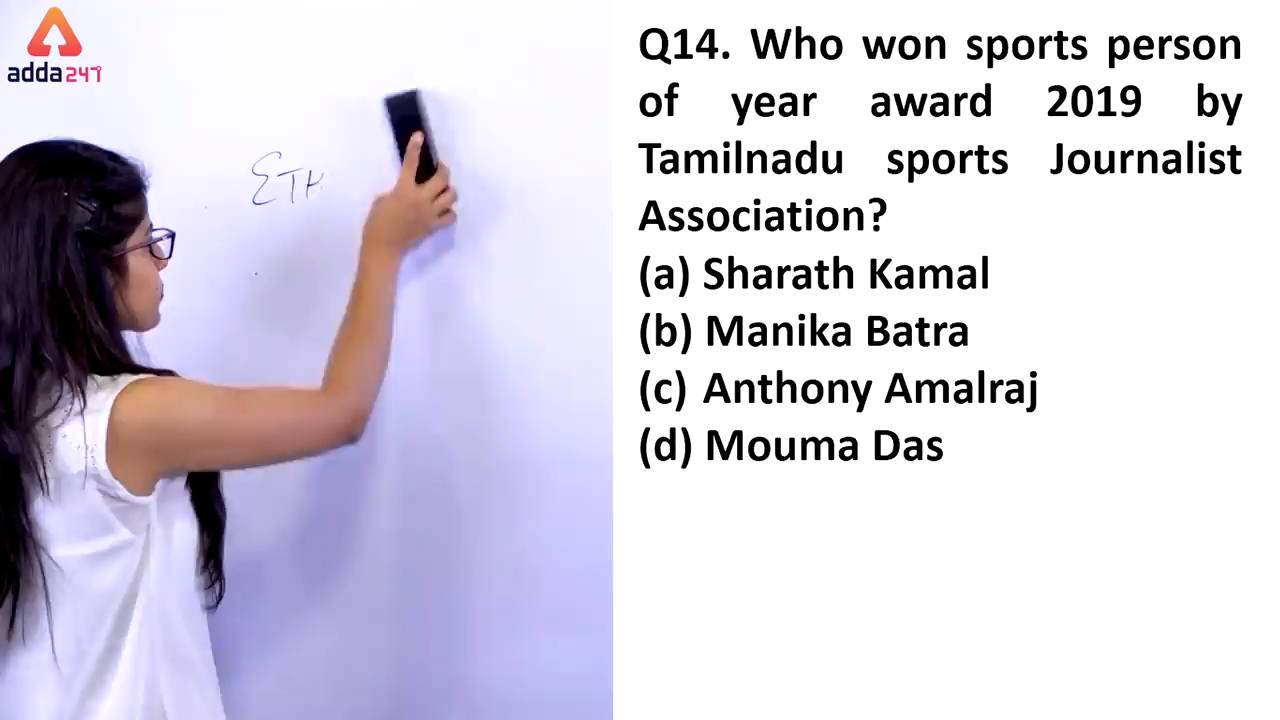 adda247
ETH
Q14. Who won sports person
of year award 2019 by
Tamilnadu sports Journalist
Association?
(a) Sharath Kamal
(b) Manika Batra
(c) Anthony Amalraj
(d) Mouma Das